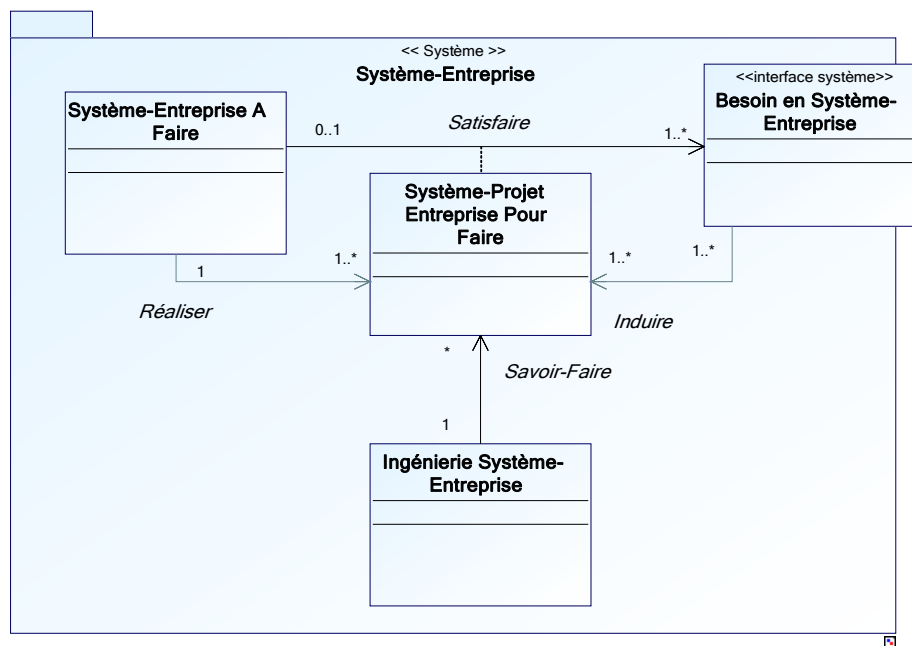 << Système >>
Système-Entreprise
<<interface système>>
Besoin en Système-
Entreprise
Système-Entreprise A
Faire
0..1
Satisfaire
1..*
Système-Projet
Entreprise Pour
Faire
1
1..*
1..*
1..*
Réaliser
Induire
*
Savoir-Faire
1
Ingénierie Système-
Entreprise